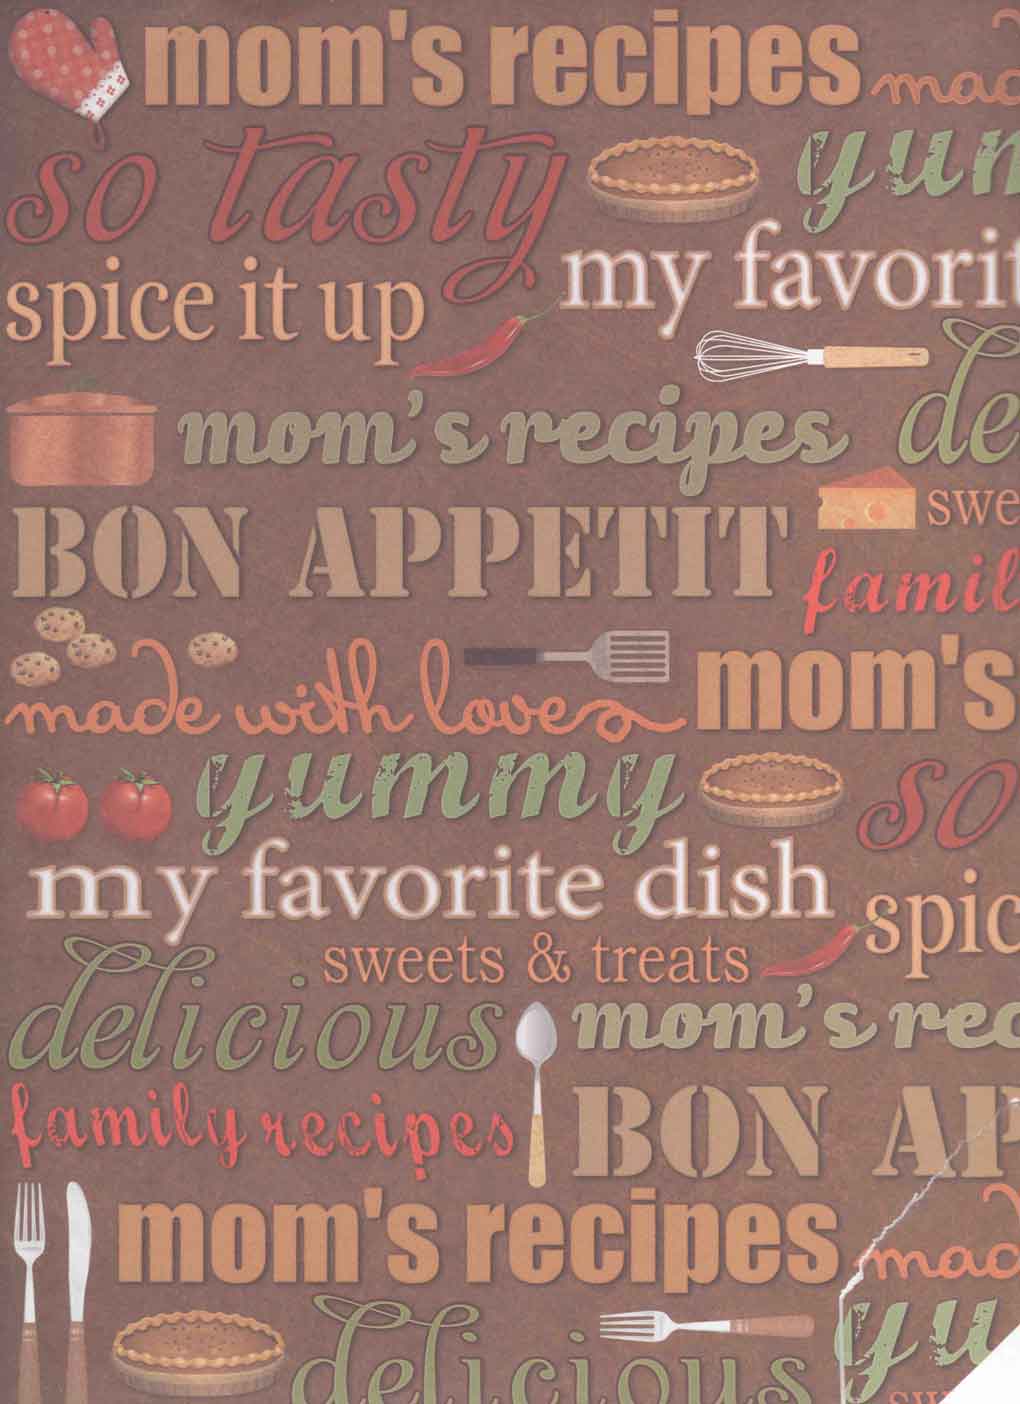 mom's recipes mad
so tasty yum
spice it up my favorit
mom's recipes de
BON APPETIT swe
famil
made with love mom's
yummy so
my favorite dish spic
sweets & treats
delicious mom's rec
family recipes BON AP
mom's recipes mad
delicious yu
sw